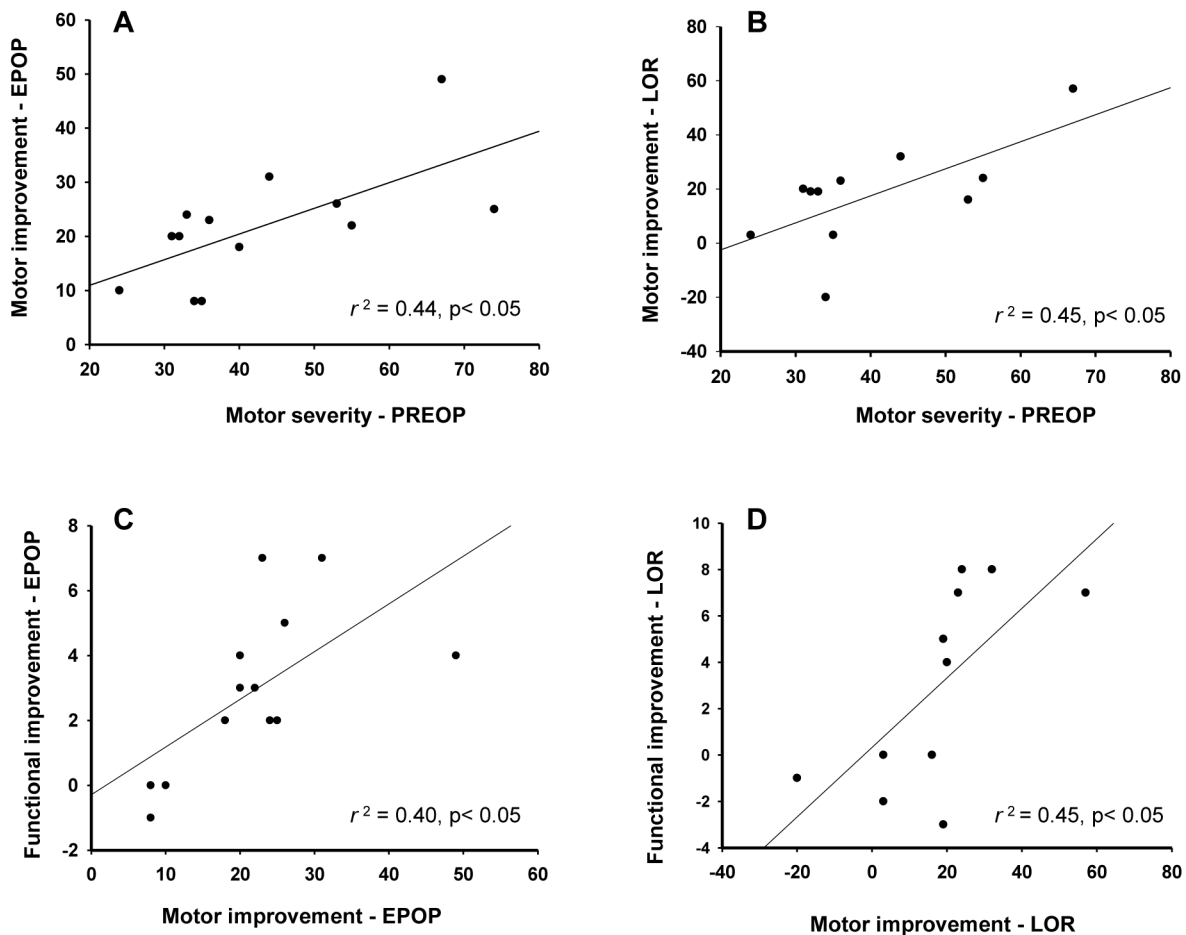 A
Motor improvement - EPOP
60
50
40
30
20
10
0
20 30 40 50 60 70 80
r 2 = 0.44, p< 0.05
Motor severity - PREOP
B
Motor improvement - LOR
80
60
40
20
0
-20
-40
20 30 40 50 60 70 80
r 2 = 0.45, p< 0.05
Motor severity - PREOP
C
Functional improvement - EPOP
8
6
4
2
0
-2
0 10 20 30 40 50 60
r 2 = 0.40, p< 0.05
Motor improvement - EPOP
D
Functional improvement - LOR
10
8
6
4
2
0
-2
-4
-40 -20 0 20 40 60 80
r 2 = 0.45, p< 0.05
Motor improvement - LOR